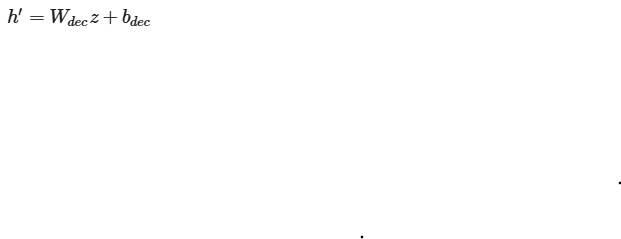 h′ = W_{dec} z + b_{dec}
.
.